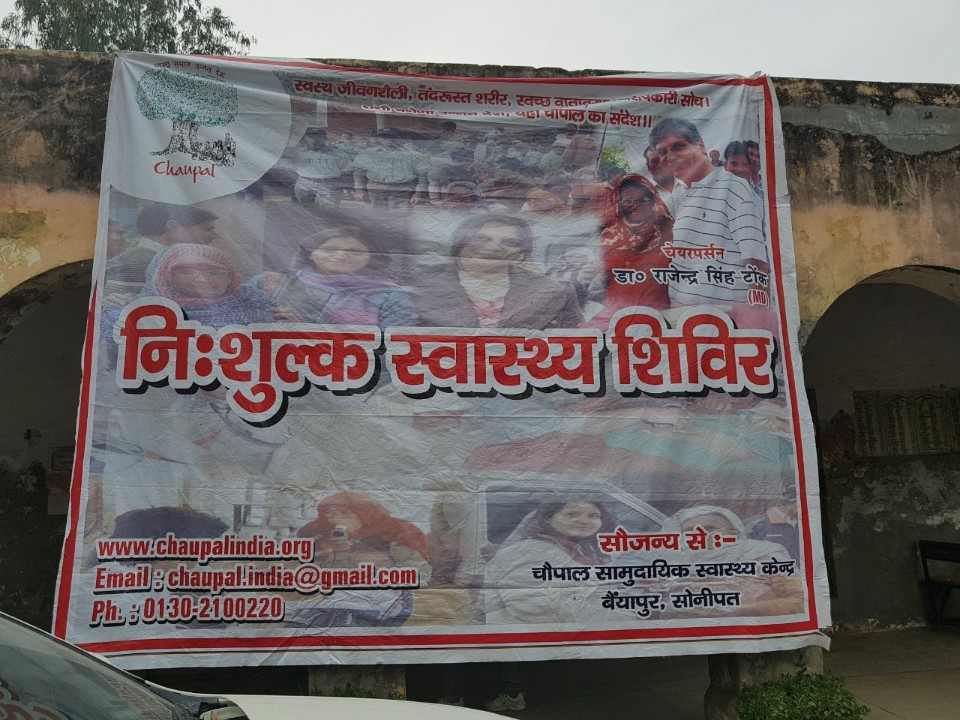 Chaupal
स्वस्थ जीवनशैली, तंदरूस्त शरीर, स्वच्छ सोच।
यही चौपाल का संदेश।।
चेयरपर्सन
डा० राजेन्द्र सिंह टोंक
(MD)
निःशुल्क स्वास्थ्य शिविर
www.chaupalindia.org
Email : chaupal.india@gmail.com
Ph. : 0130-2100220
सौजन्य से :-
चौपाल सामुदायिक स्वास्थ्य केन्द्र
बैंयापुर, सोनीपत